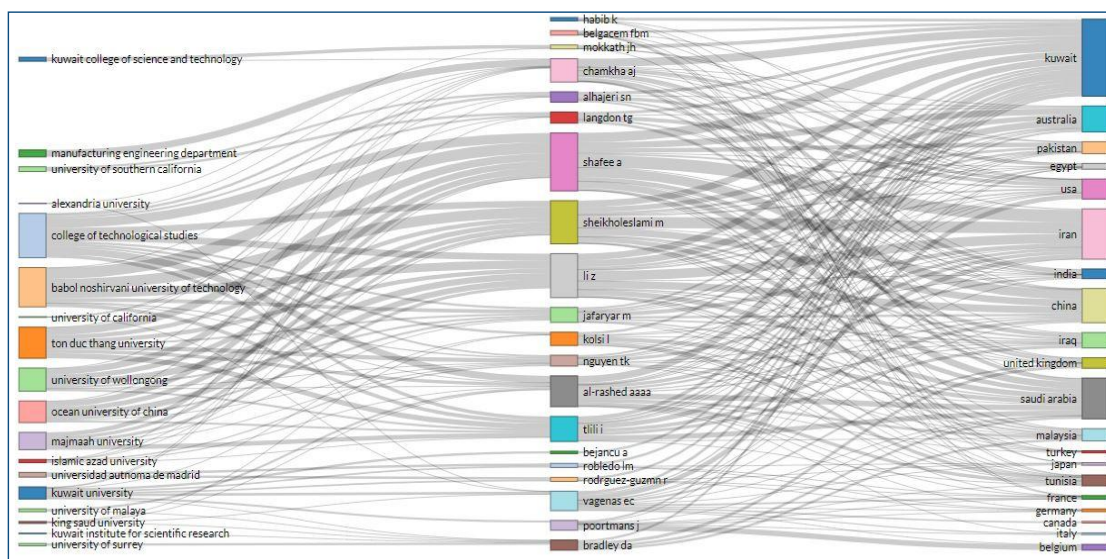 kuwait college of science and technology
manufacturing engineering department
university of southern california
alexandria university
college of technological studies
babol noshirvani university of technology
university of california
ton duc thang university
university of wollongong
ocean university of china
majmaah university
islamic azad university
universidad autnoma de madrid
kuwait university
university of malaya
king saud university
kuwait institute for scientific research
university of surrey
habib k
belgacem fbm
mokkath jh
chamkha aj
alhajeri sn
langdon tg
shafee a
sheikholeslami m
li z
jafaryar m
kolsi l
nguyen tk
al-rashed aaaa
tlili i
bejancu a
robledo lm
rodrguez-guzmn r
vagenas ec
poortmans j
bradley da
kuwait
australia
pakistan
egypt
usa
iran
india
china
iraq
united kingdom
saudi arabia
malaysia
turkey
japan
tunisia
france
germany
canada
italy
belgium